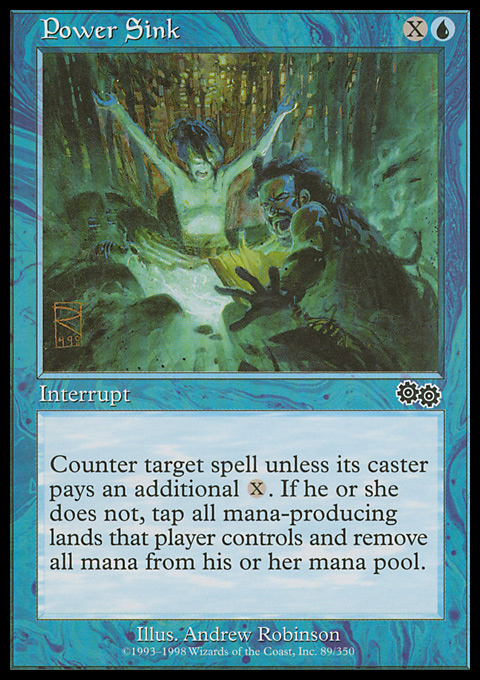 Power Sink X
Interrupt
Counter target spell unless its caster
pays an additional X. If he or she
does not, tap all mana-producing
lands that player controls and remove
all mana from his or her mana pool.
Illus. Andrew Robinson
©1993–1998 Wizards of the Coast, Inc. 89/350